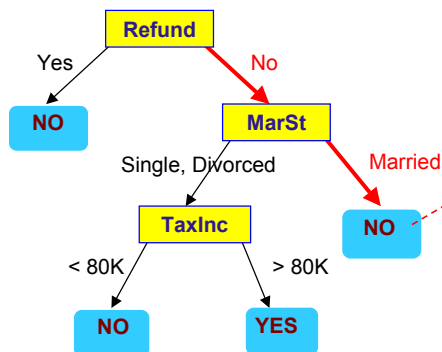 Refund
Yes
No
NO
MarSt
Single, Divorced
Married
TaxInc
NO
< 80K
> 80K
NO
YES